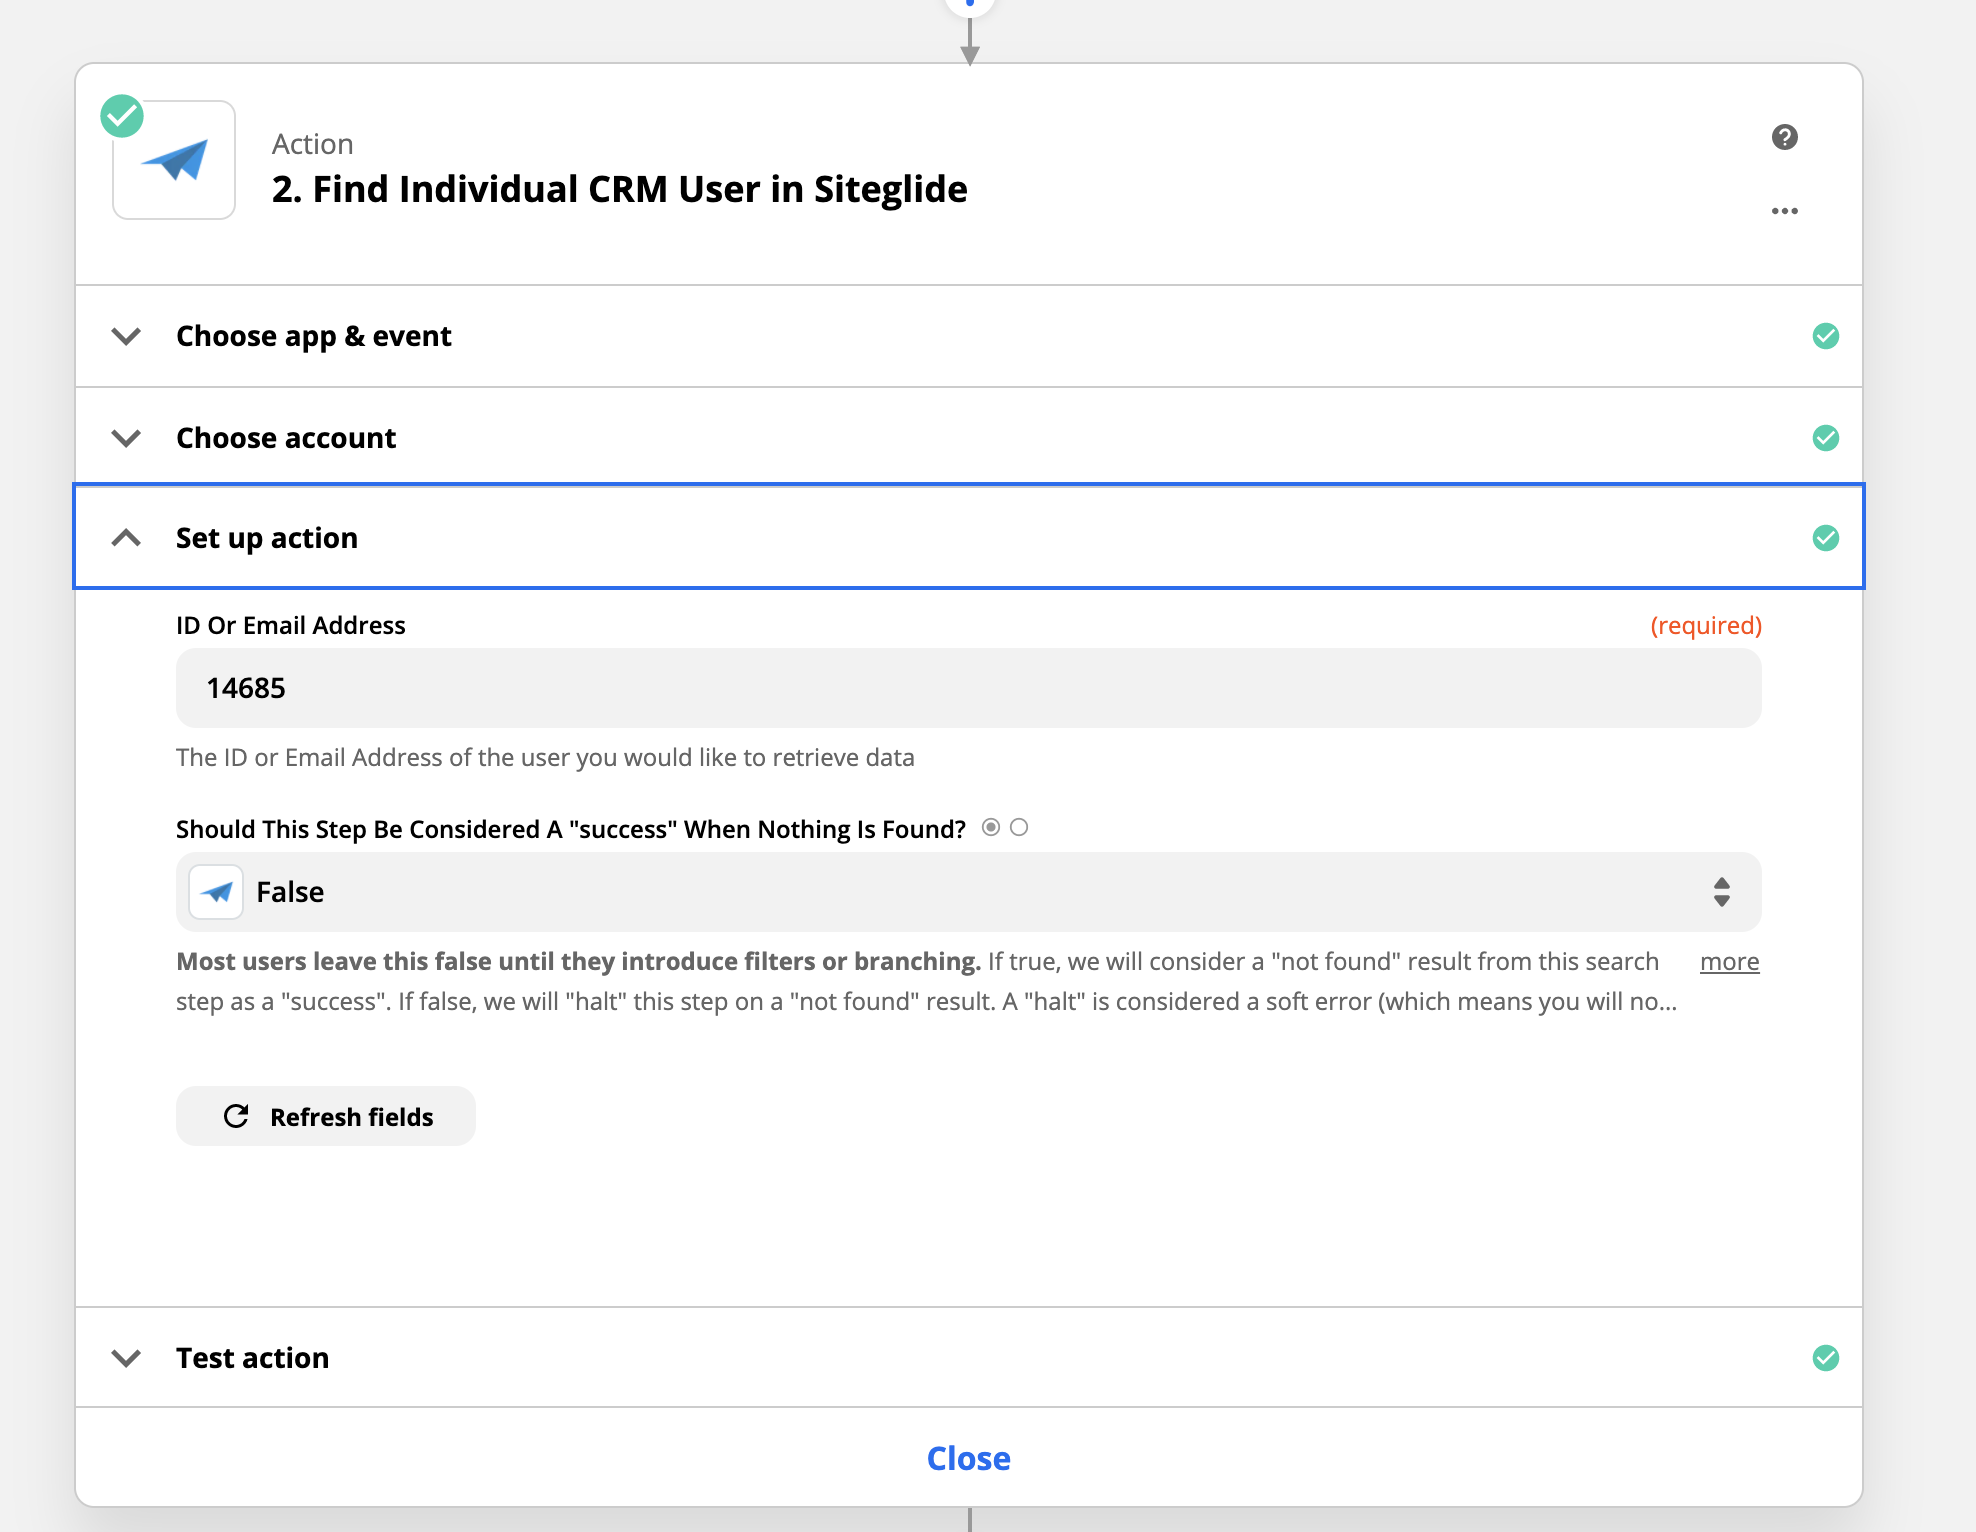 Action
2. Find Individual CRM User in Siteglide
Choose app & event
Choose account
Set up action
ID Or Email Address
(required)
14685
The ID or Email Address of the user you would like to retrieve data
Should This Step Be Considered A "success" When Nothing Is Found?
False
Most users leave this false until they introduce filters or branching. If true, we will consider a "not found" result from this search more
step as a "success". If false, we will "halt" this step on a "not found" result. A "halt" is considered a soft error (which means you will no...
Refresh fields
Test action
Close